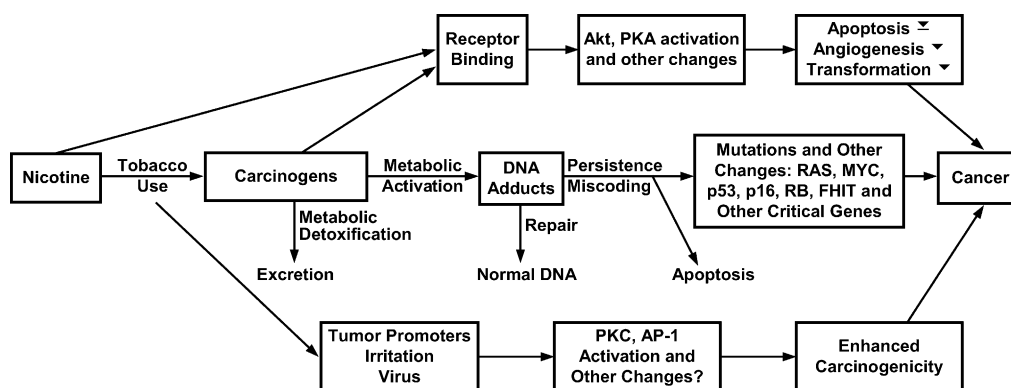 Receptor
Binding
Akt, PKA activation
and other changes
Apoptosis
Angiogenesis
Transformation
Nicotine
Tobacco
Use
Carcinogens
Metabolic
Activation
DNA
Adducts
Persistence
Miscoding
Mutations and Other
Changes: RAS, MYC,
p53, p16, RB, FHIT and
Other Critical Genes
Cancer
Metabolic
Detoxification
Repair
Excretion
Normal DNA
Apoptosis
Tumor Promoters
Irritation
Virus
PKC, AP-1
Activation and
Other Changes?
Enhanced
Carcinogenicity